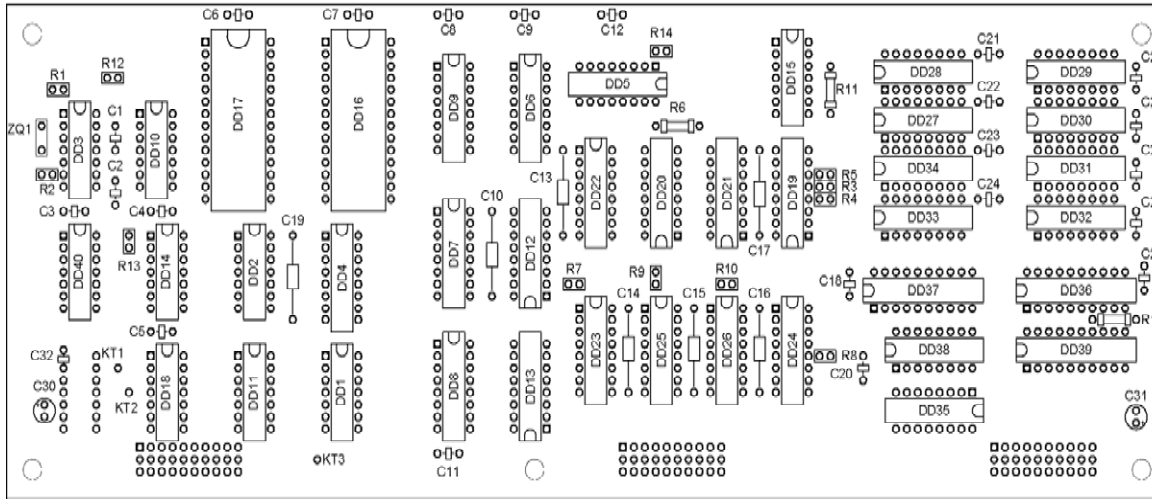 C6
C7
C8
C9
C12
R14
C21
R12
R1
DD17
DD16
DD9
DD6
DD5
DD15
R11
DD28
DD29
C22
ZQ1
DD3
C1
C2
DD10
R6
DD27
DD30
C23
R2
C13
DD22
DD20
DD21
DD19
R5
R3
R4
DD34
DD31
C24
C3
C4
C19
C10
C17
DD33
DD32
DD40
R13
DD14
DD2
DD4
DD7
DD12
R7
R9
R10
C18
DD37
DD36
C5
C14
C15
C16
DD23
DD25
DD26
DD24
R8
C20
DD38
DD39
C32
KT1
C30
KT2
DD18
DD11
DD1
DD8
DD13
DD35
C31
KT3
C11